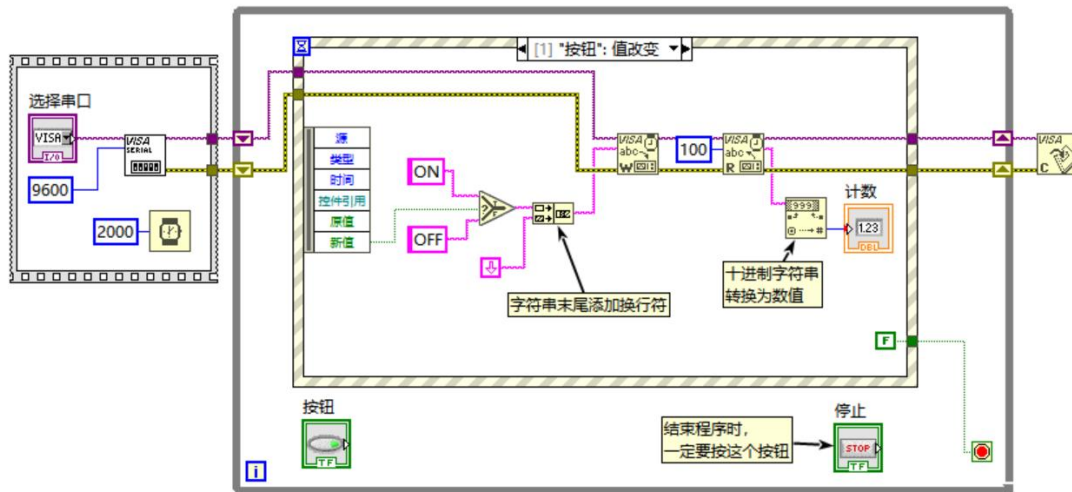 [1] "按钮": 值改变
选择串口
VISA
I/O
VISA
SERIAL
9600
2000
源
类型
时间
控件引用
原值
新值
ON
OFF
字符串末尾添加换行符
VISA
abc
W
100
VISA
abc
R
999
十进制字符串
转换为数值
计数
1.23
DBL
VISA
C
F
按钮
TF
结束程序时,
一定要按这个按钮
停止
STOP
TF
i